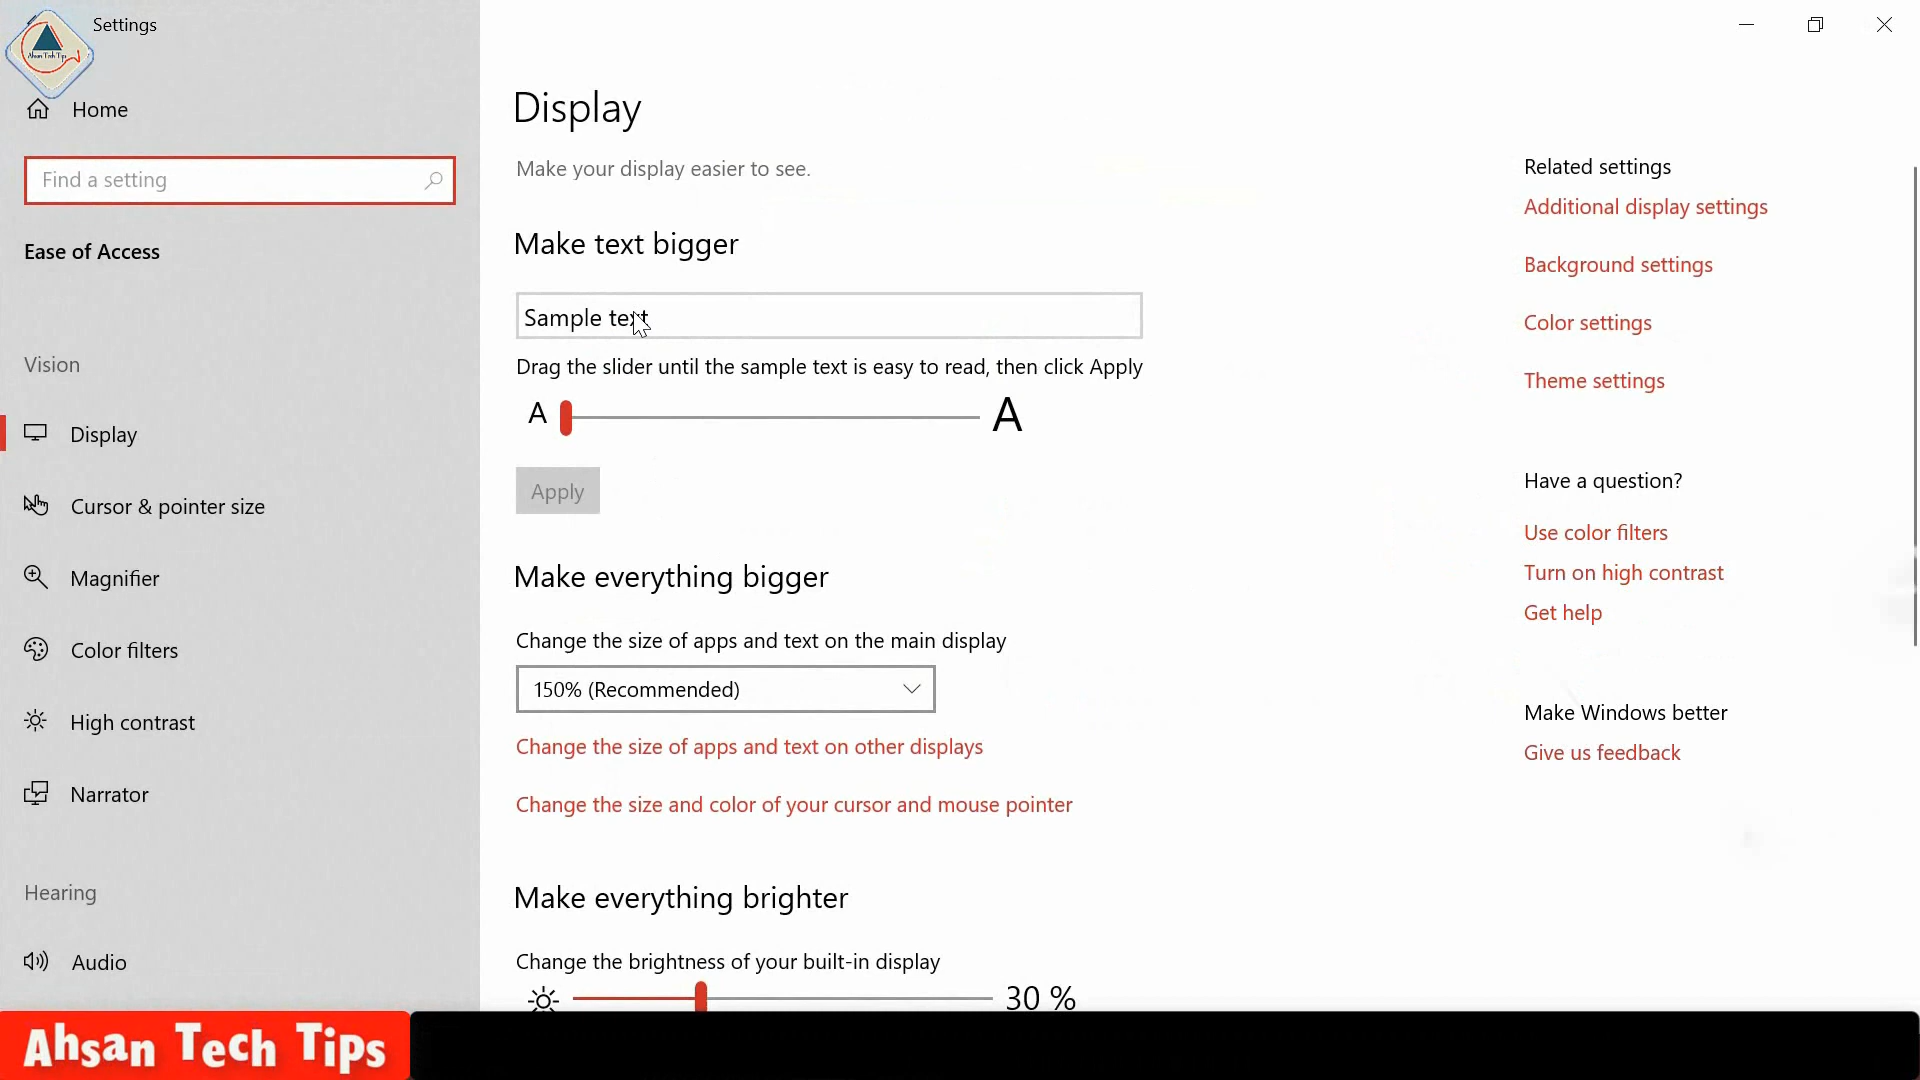 Settings
Ahsan Tech Tips
Home
Find a setting
Ease of Access
Vision
Display
Cursor & pointer size
Magnifier
Color filters
High contrast
Narrator
Hearing
Audio
Display
Make your display easier to see.
Make text bigger
Sample text
Drag the slider until the sample text is easy to read, then click Apply
A A
Apply
Make everything bigger
Change the size of apps and text on the main display
150% (Recommended)
Change the size of apps and text on other displays
Change the size and color of your cursor and mouse pointer
Make everything brighter
Change the brightness of your built-in display
30 %
Related settings
Additional display settings
Background settings
Color settings
Theme settings
Have a question?
Use color filters
Turn on high contrast
Get help
Make Windows better
Give us feedback
Ahsan Tech Tips